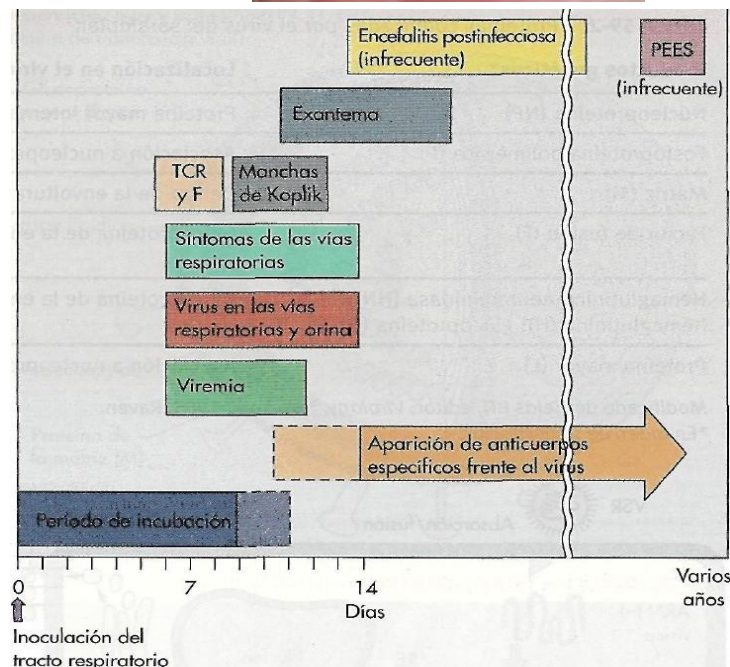 Encefalitis postinfecciosa
(infrecuente)
PEES
(infrecuente)
Exantema
TCR
y F
Manchas
de Koplik
Síntomas de las vías
respiratorias
Virus en las vías
respiratorias y orina
Viremia
Aparición de anticuerpos
específicos frente al virus
Período de incubación
0
7
14
Días
Varios
años
Inoculación del
tracto respiratorio